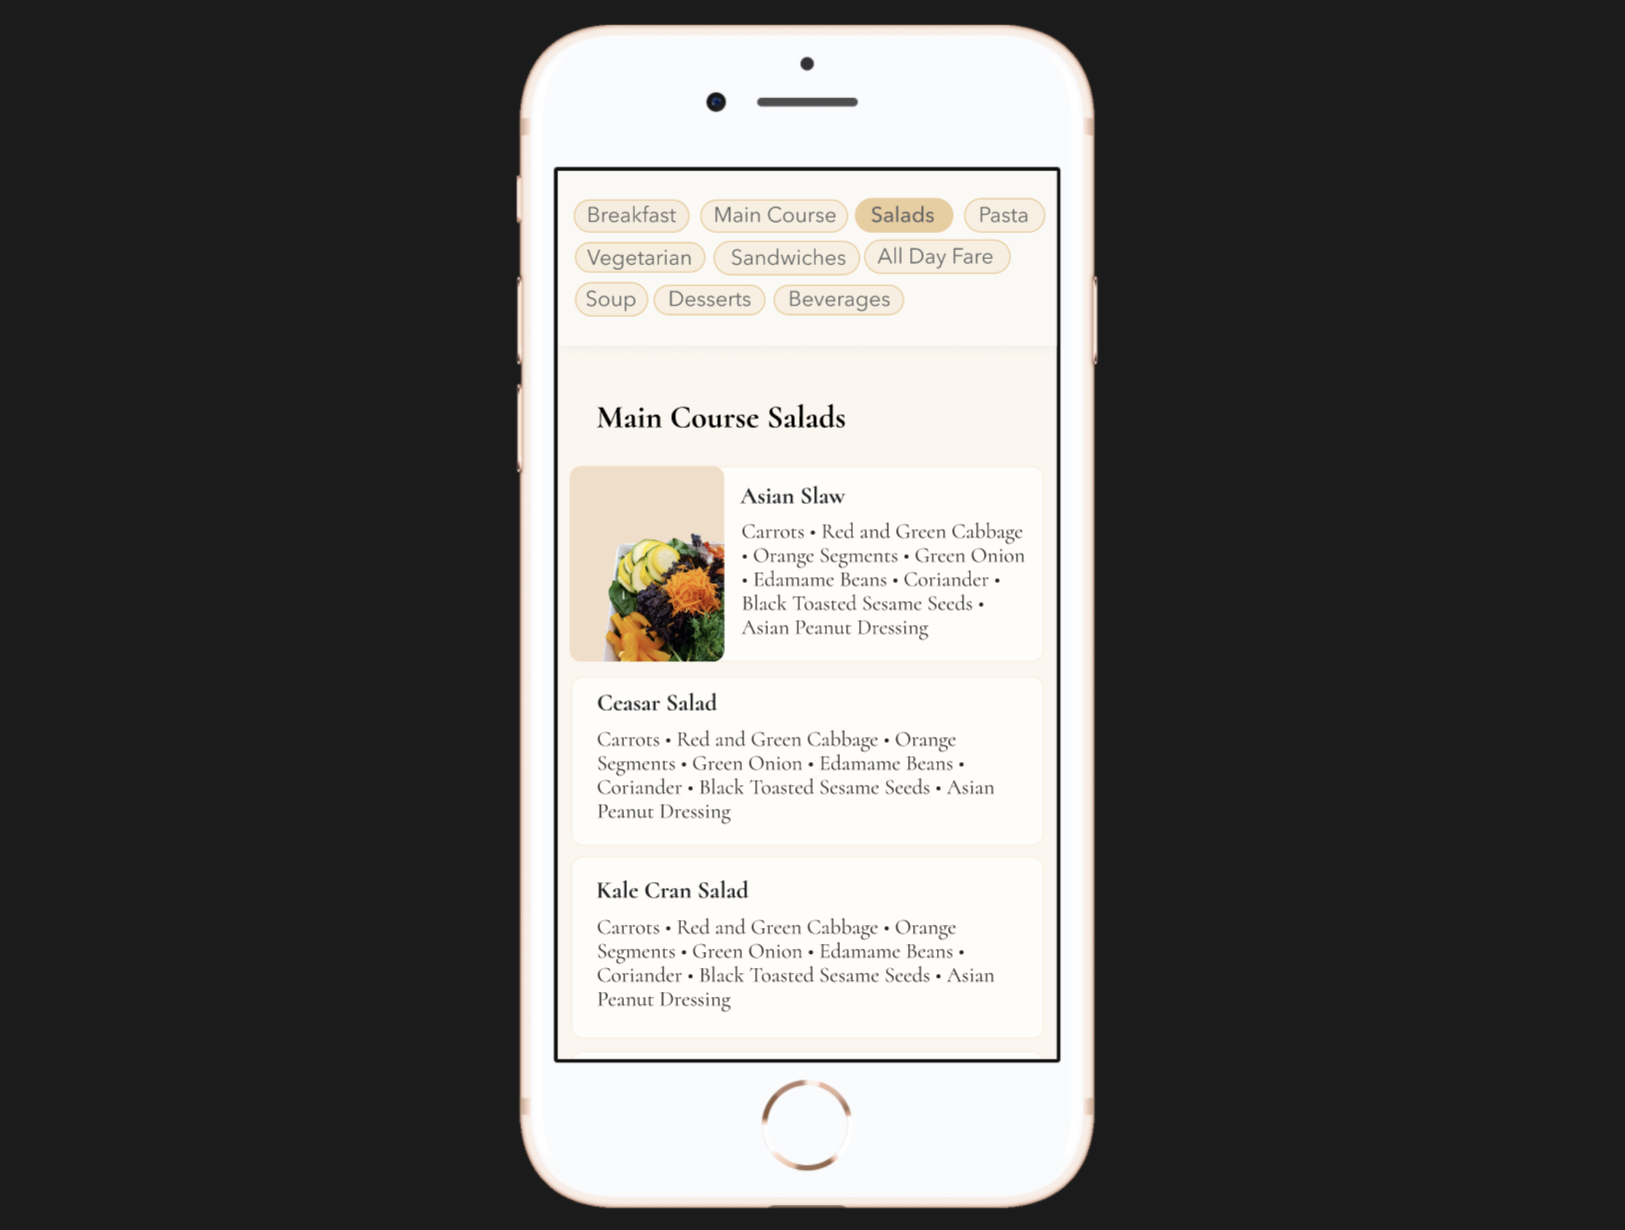 Breakfast Main Course Salads Pasta
Vegetarian Sandwiches All Day Fare
Soup Desserts Beverages
Main Course Salads
Asian Slaw
Carrots • Red and Green Cabbage
• Orange Segments • Green Onion
• Edamame Beans • Coriander •
Black Toasted Sesame Seeds •
Asian Peanut Dressing
Ceasar Salad
Carrots • Red and Green Cabbage • Orange
Segments • Green Onion • Edamame Beans •
Coriander • Black Toasted Sesame Seeds • Asian
Peanut Dressing
Kale Cran Salad
Carrots • Red and Green Cabbage • Orange
Segments • Green Onion • Edamame Beans •
Coriander • Black Toasted Sesame Seeds • Asian
Peanut Dressing